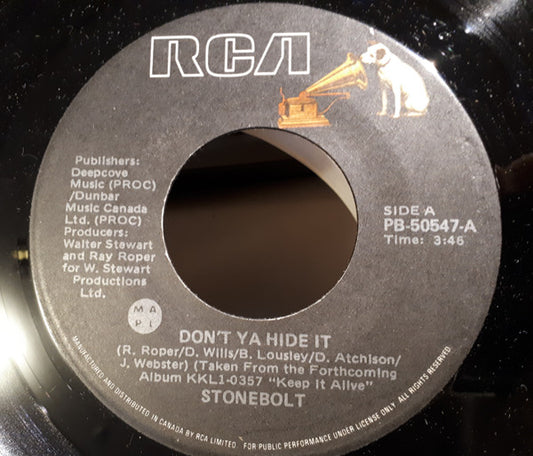 RCA
Publishers:
Deepcove
Music (PROC)
/Dunbar
Music Canada
Ltd. (PROC)
Producers:
Walter Stewart
and Ray Roper
for W. Stewart
Productions
Ltd.
SIDE A
PB-50547-A
Time: 3:46
M A
P L
DON'T YA HIDE IT
(R. Roper/D. Wills/B. Lousley/D. Atchison/
J. Webster) (Taken From the Forthcoming
Album KKL1-0357 "Keep It Alive"
STONEBOLT
MANUFACTURED AND DISTRIBUTED IN CANADA BY RCA LIMITED. FOR PUBLIC PERFORMANCE UNDER LICENSE ONLY. ALL RIGHTS RESERVED.